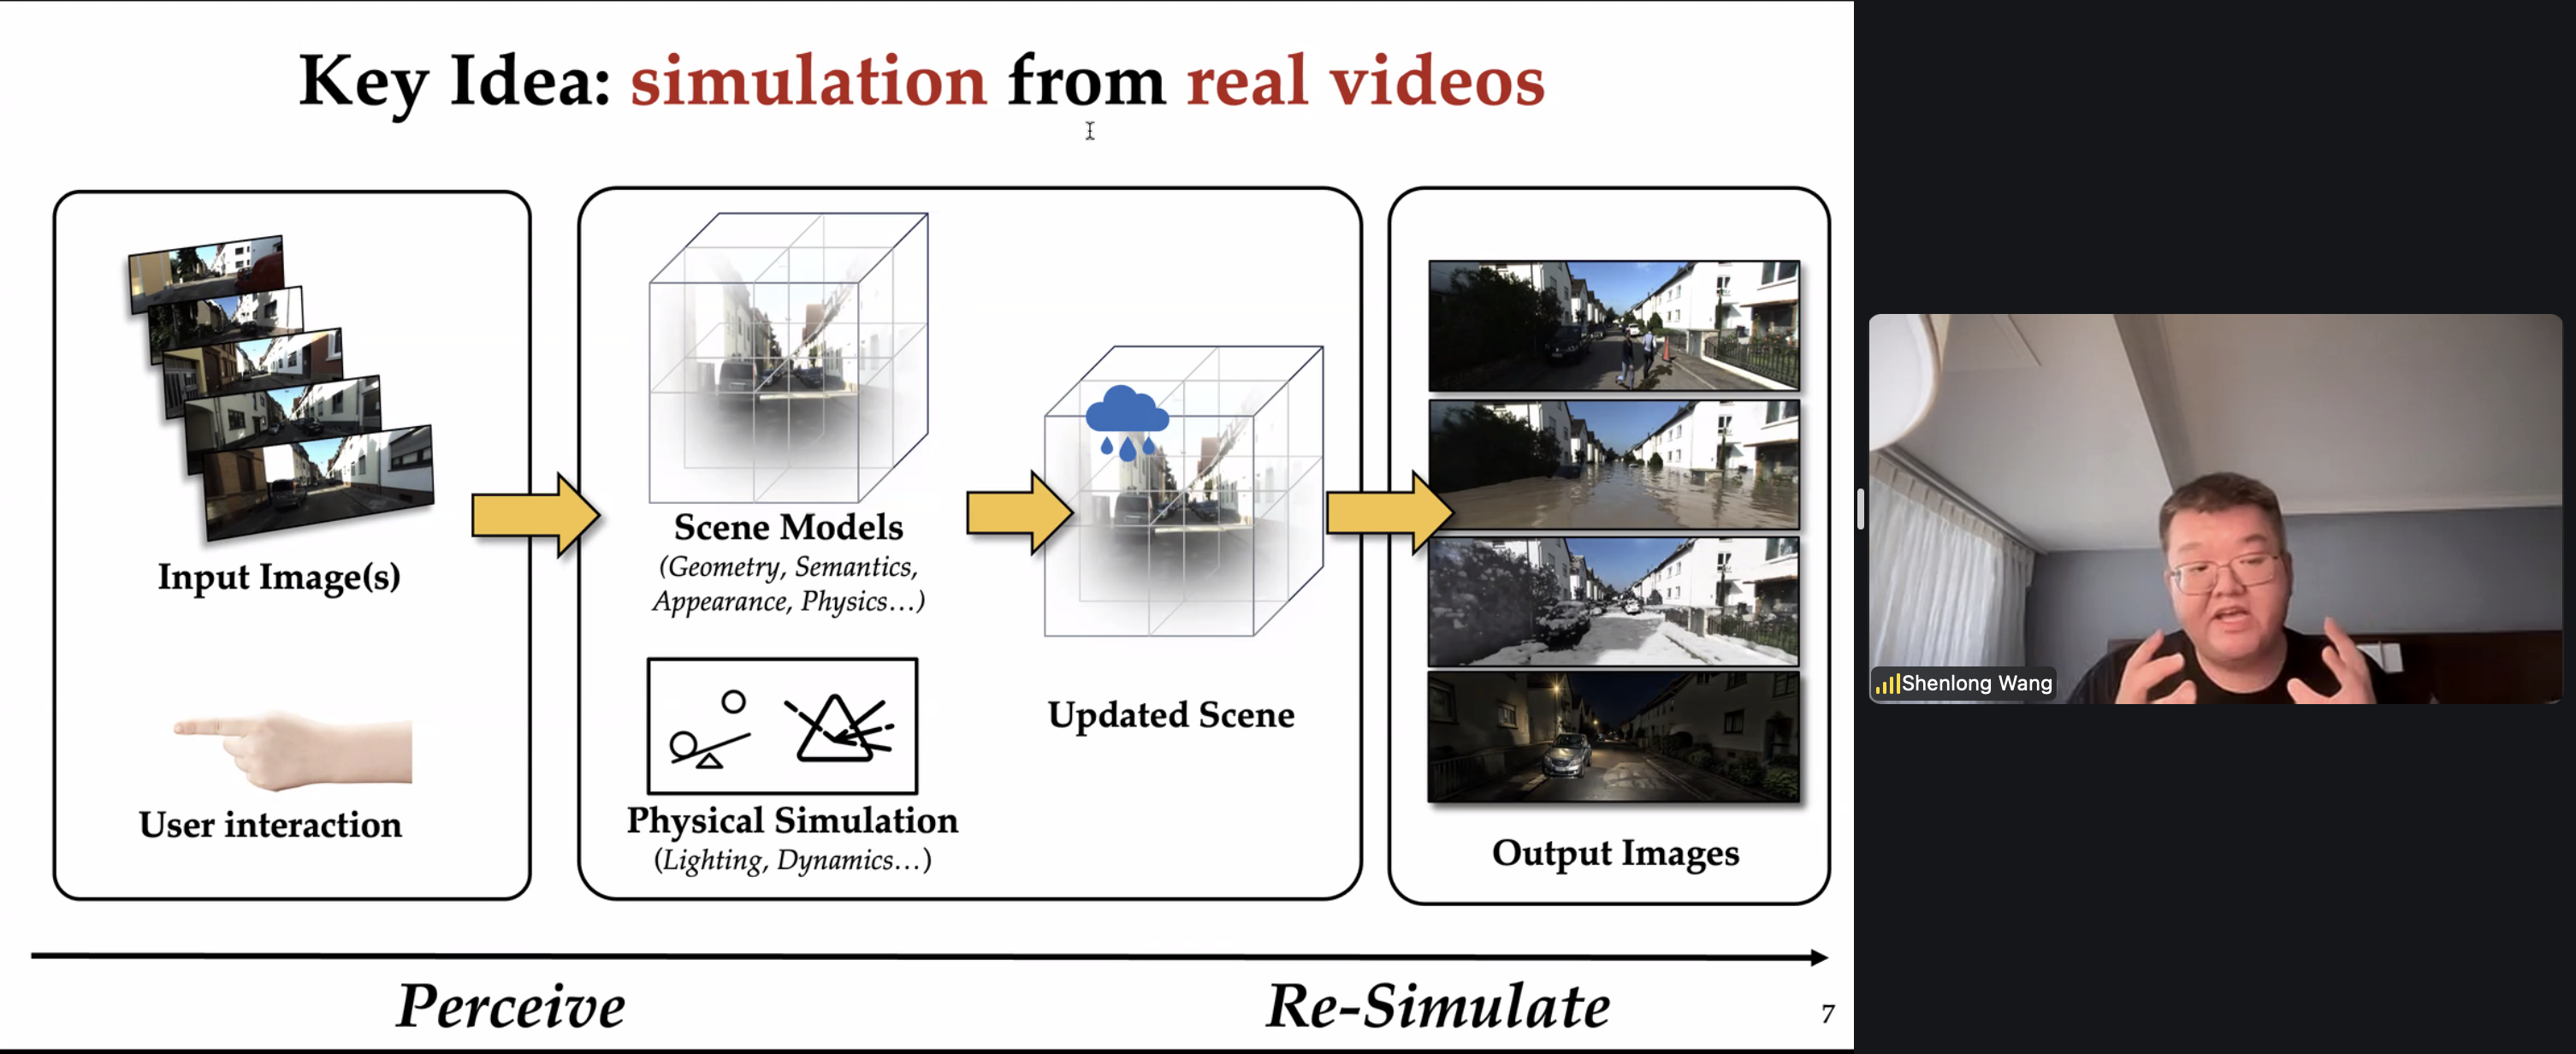 Key Idea: simulation from real videos
Input Image(s)
User interaction
Scene Models
(Geometry, Semantics,
Appearance, Physics…)
Physical Simulation
(Lighting, Dynamics…)
Updated Scene
Output Images
Perceive
Re-Simulate
7
Shenlong Wang